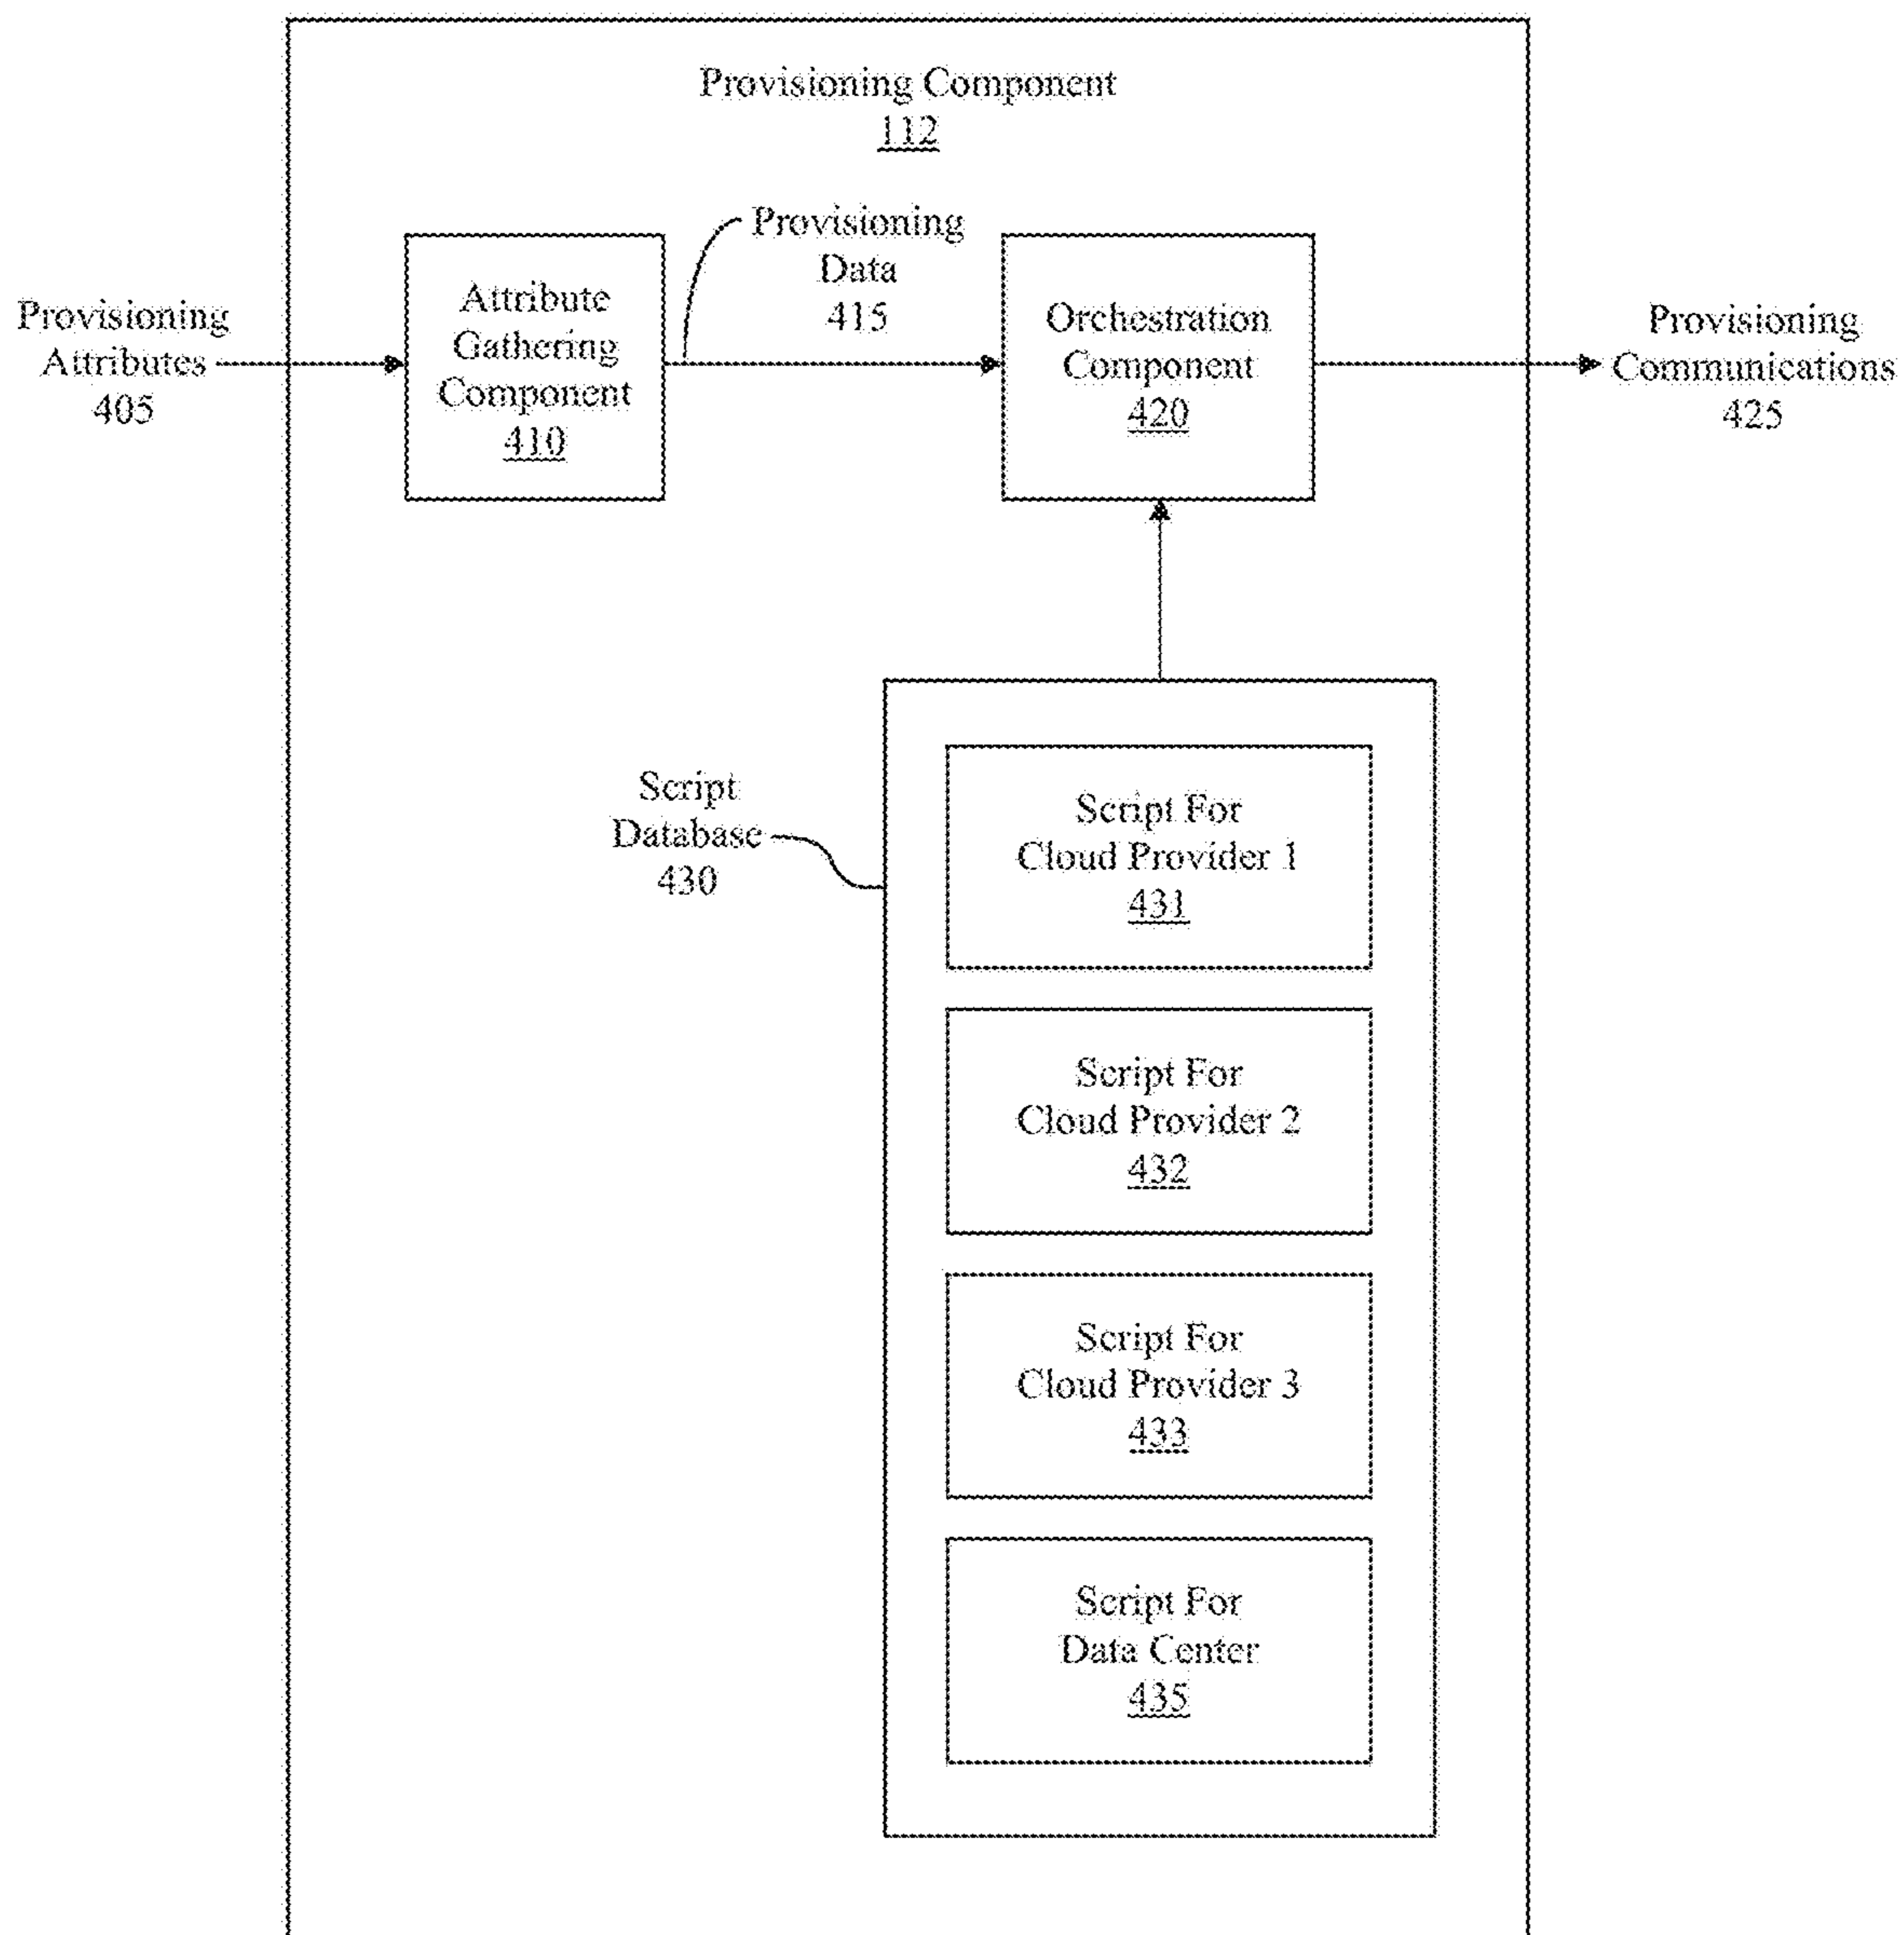 Provisioning Component
112
Provisioning
Attributes
405
Attribute
Gathering
Component
410
Provisioning
Data
415
Orchestration
Component
420
Provisioning
Communications
425
Script
Database
430
Script For
Cloud Provider 1
431
Script For
Cloud Provider 2
432
Script For
Cloud Provider 3
433
Script For
Data Center
435